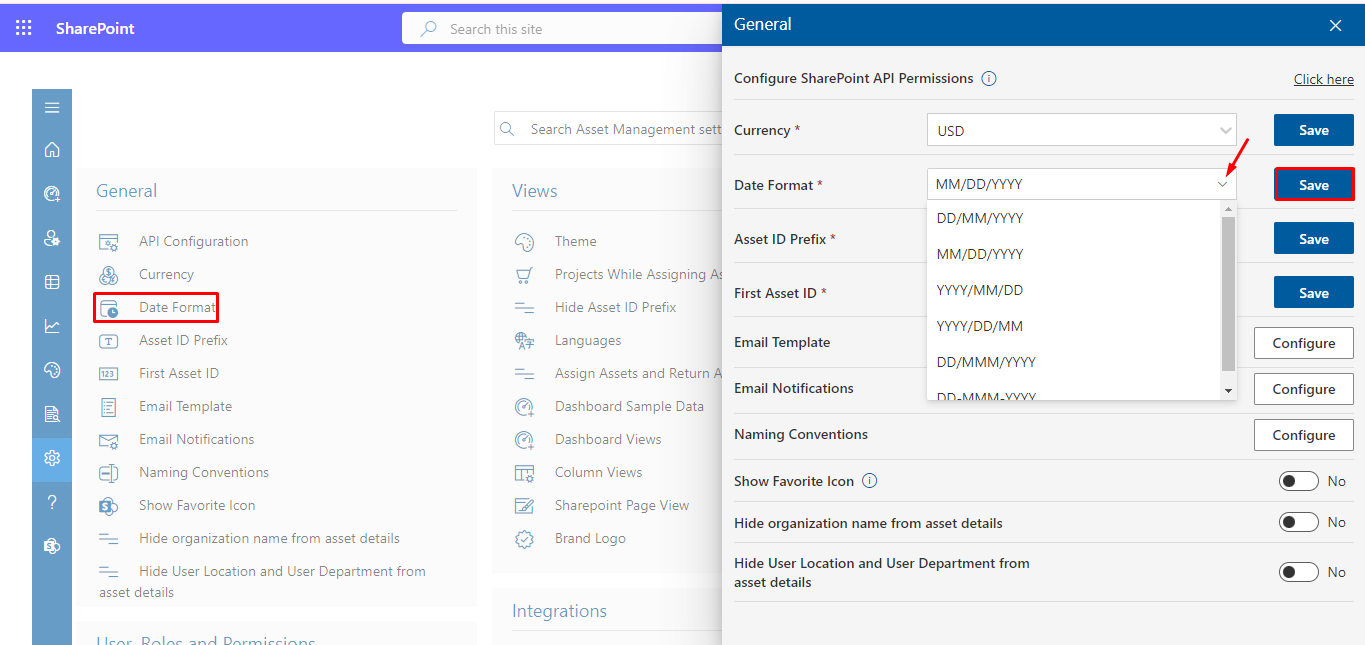 SharePoint
Search this site
General
Configure SharePoint API Permissions
Click here
Currency *
USD
Save
Date Format *
MM/DD/YYYY
Save
DD/MM/YYYY
MM/DD/YYYY
YYYY/MM/DD
YYYY/DD/MM
DD/MMM/YYYY
DD-MMM-YYYY
Asset ID Prefix *
Save
First Asset ID *
Save
Email Template
Configure
Email Notifications
Configure
Naming Conventions
Configure
Show Favorite Icon
No
Hide organization name from asset details
No
Hide User Location and User Department from
asset details
No
Search Asset Management sett
General
API Configuration
Currency
Date Format
Asset ID Prefix
First Asset ID
Email Template
Email Notifications
Naming Conventions
Show Favorite Icon
Hide organization name from asset details
Hide User Location and User Department from
asset details
User, Roles and Permissions
Views
Theme
Projects While Assigning As
Hide Asset ID Prefix
Languages
Assign Assets and Return A
Dashboard Sample Data
Dashboard Views
Column Views
Sharepoint Page View
Brand Logo
Integrations